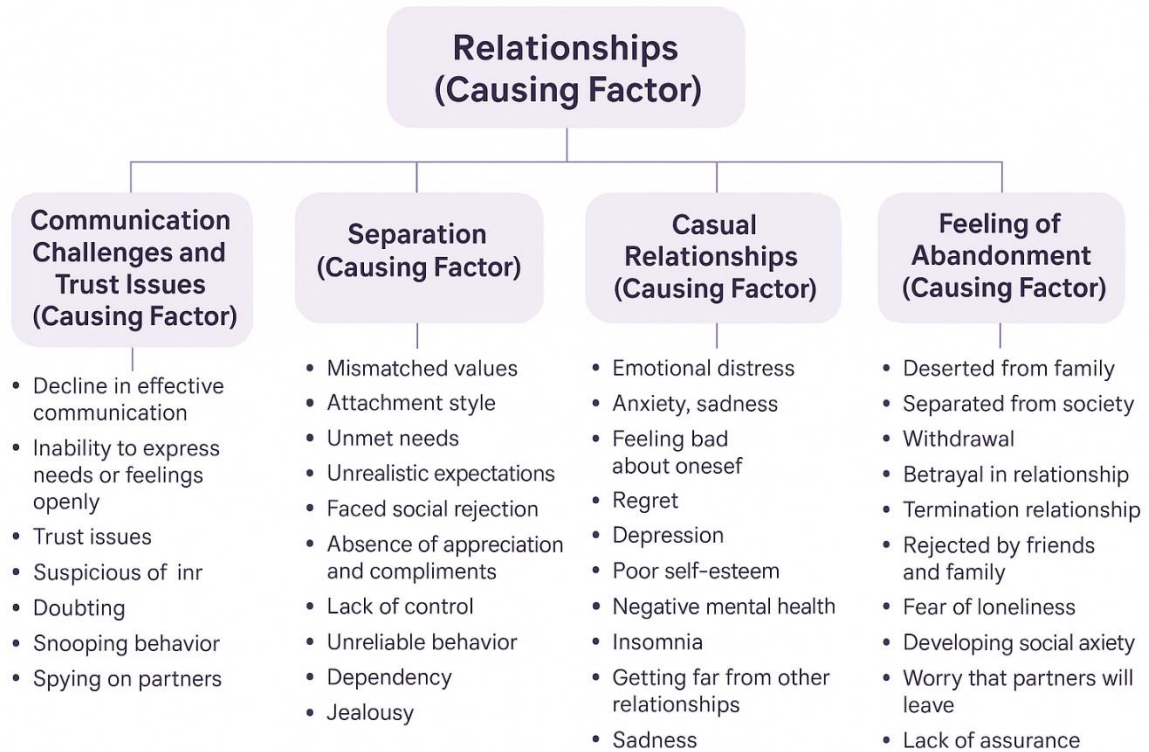 Relationships
(Causing Factor)
Communication
Challenges and
Trust Issues
(Causing Factor)
• Decline in effective
communication
• Inability to express
needs or feelings
openly
• Trust issues
• Suspicious of inr
• Doubting
• Snooping behavior
• Spying on partners
Separation
(Causing Factor)
• Mismatched values
• Attachment style
• Unmet needs
• Unrealistic expectations
• Faced social rejection
• Absence of appreciation
and compliments
• Lack of control
• Unreliable behavior
• Dependency
• Jealousy
Casual
Relationships
(Causing Factor)
• Emotional distress
• Anxiety, sadness
• Feeling bad
about onesef
• Regret
• Depression
• Poor self-esteem
• Negative mental health
• Insomnia
• Getting far from other
relationships
• Sadness
Feeling of
Abandonment
(Causing Factor)
• Deserted from family
• Separated from society
• Withdrawal
• Betrayal in relationship
• Termination relationship
• Rejected by friends
and family
• Fear of loneliness
• Developing social axiety
• Worry that partners will
leave
• Lack of assurance